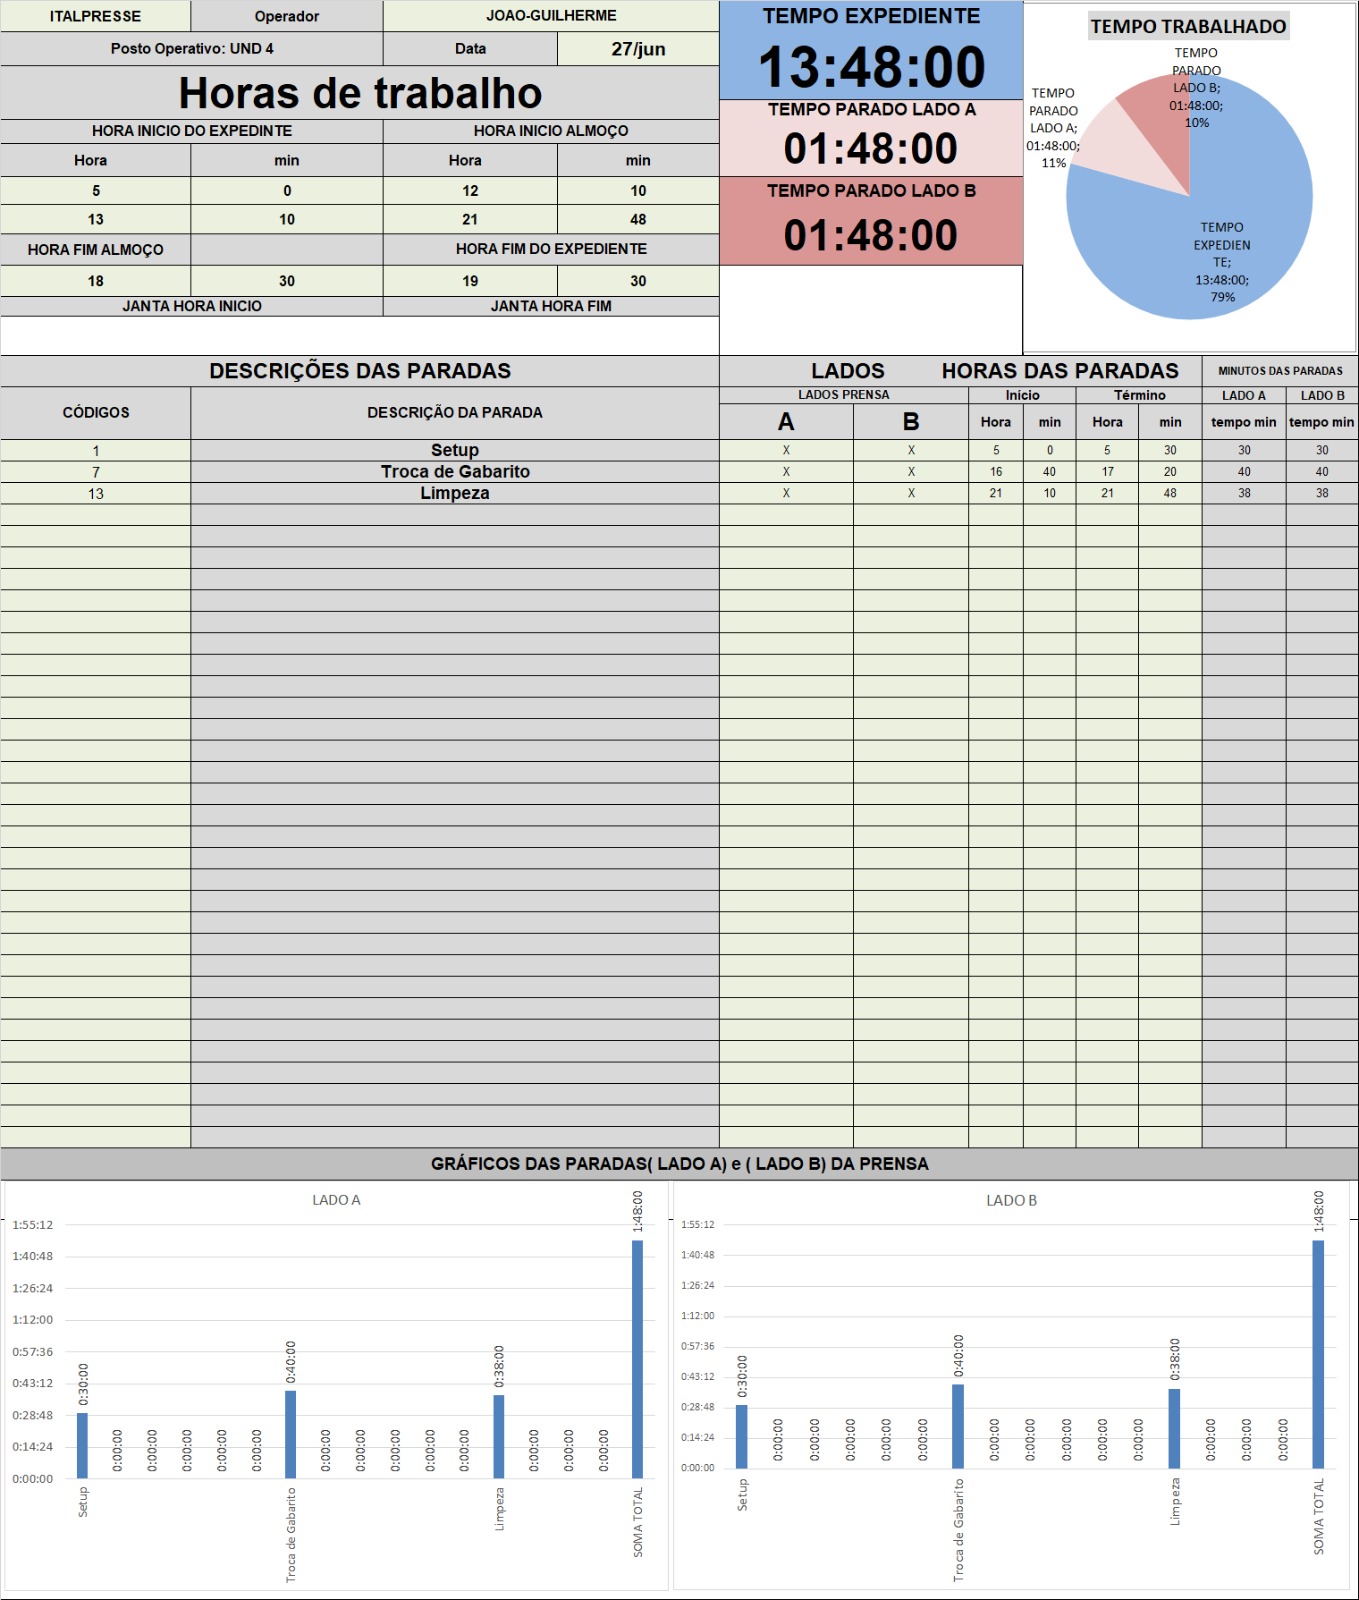 ITALPRESSE Operador JOAO-GUILHERME
Posto Operativo: UND 4 Data 27/jun
Horas de trabalho
HORA INICIO DO EXPEDINTE HORA INICIO ALMOÇO
Hora min Hora min
5 0 12 10
13 10 21 48
HORA FIM ALMOÇO HORA FIM DO EXPEDIENTE
18 30 19 30
JANTA HORA INICIO JANTA HORA FIM
TEMPO EXPEDIENTE
13:48:00
TEMPO PARADO LADO A
01:48:00
TEMPO PARADO LADO B
01:48:00
TEMPO TRABALHADO
TEMPO
PARADO
LADO B;
01:48:00;
10%
TEMPO
PARADO
LADO A;
01:48:00;
11%
TEMPO
EXPEDIEN
TE;
13:48:00;
79%
DESCRIÇÕES DAS PARADAS LADOS HORAS DAS PARADAS MINUTOS DAS PARADAS
CÓDIGOS DESCRIÇÃO DA PARADA LADOS PRENSA Início Término LADO A LADO B
A B Hora min Hora min tempo min tempo min
1 Setup X X 5 0 5 30 30 30
7 Troca de Gabarito X X 16 40 17 20 40 40
13 Limpeza X X 21 10 21 48 38 38
GRÁFICOS DAS PARADAS( LADO A) e ( LADO B) DA PRENSA
LADO A
1:55:12
1:40:48
1:26:24
1:12:00
0:57:36
0:43:12
0:28:48
0:14:24
0:00:00
0:30:00
0:00:00
0:00:00
0:00:00
0:00:00
0:00:00
0:40:00
0:00:00
0:00:00
0:00:00
0:00:00
0:00:00
0:38:00
0:00:00
0:00:00
0:00:00
1:48:00
Setup
Troca de Gabarito
Limpeza
SOMA TOTAL
LADO B
1:55:12
1:40:48
1:26:24
1:12:00
0:57:36
0:43:12
0:28:48
0:14:24
0:00:00
0:30:00
0:00:00
0:00:00
0:00:00
0:00:00
0:00:00
0:40:00
0:00:00
0:00:00
0:00:00
0:00:00
0:00:00
0:38:00
0:00:00
0:00:00
0:00:00
1:48:00
Setup
Troca de Gabarito
Limpeza
SOMA TOTAL